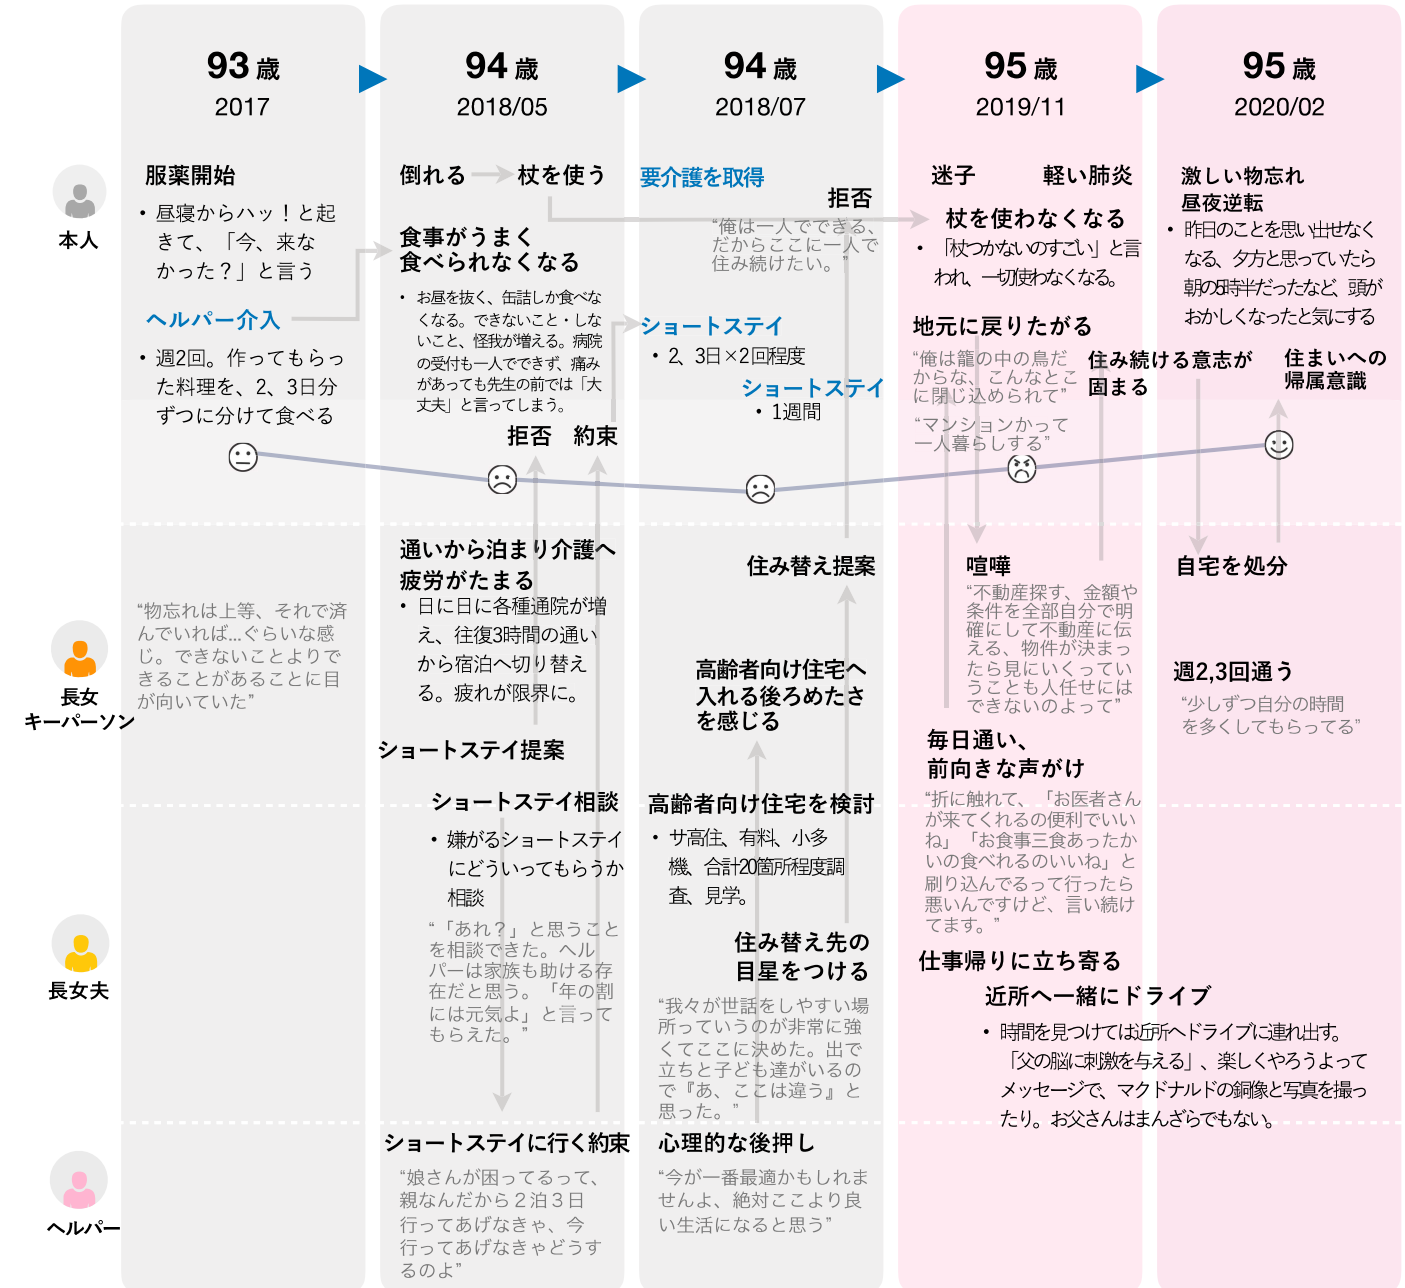 93 歳
2017
94 歳
2018/05
94 歳
2018/07
95 歳
2019/11
95 歳
2020/02
本人
服薬開始
• 昼寝からハッ！と起
きて、「今、来な
かった？」と言う
ヘルパー介入
• 週2回。作ってもらっ
た料理を、2、3日分
ずつに分けて食べる
倒れる
杖を使う
食事がうまく
食べられなくなる
• お昼を抜く、缶詰しか食べな
くなる。できないこと・しな
いこと、怪我が増える。病院
の受付も一人でできず、痛み
があっても先生の前では「大
丈夫」と言ってしまう。
拒否
約束
要介護を取得
拒否
“俺は一人でできる、
だからここに一人で
住み続けたい。”
ショートステイ
• 2、3日×2回程度
ショートステイ
• 1週間
迷子
軽い肺炎
杖を使わなくなる
• 「杖つかないのすごい」と言
われ、一切使わなくなる。
地元に戻りたがる
“俺は籠の中の鳥だ
からな、こんなとこ
に閉じ込められて”
“マンションかって
一人暮らしする”
住み続ける意志が
固まる
激しい物忘れ
昼夜逆転
• 昨日のことを思い出せなく
なる、夕方と思っていたら
朝の5時半だったなど、頭が
おかしくなったと気にする
住まいへの
帰属意識
長女
キーパーソン
“物忘れは上等、それで済
んでいれば...ぐらいな感
じ。できないことよりで
きることがあることに目
が向いていた”
通いから泊まり介護へ
疲労がたまる
• 日に日に各種通院が増
え、往復3時間の通い
から宿泊へ切り替え
る。疲れが限界に。
ショートステイ提案
住み替え提案
高齢者向け住宅へ
入れる後ろめたさ
を感じる
喧嘩
“不動産探す、金額や
条件を全部自分で明
確にして不動産に伝
える、物件が決まっ
たら見にいくってい
うことも人任せには
できないのよって”
毎日通い、
前向きな声がけ
“折に触れて、「お医者さん
が来てくれるの便利でいい
ね」「お食事三食あったか
いの食べれるのいいね」と
刷り込んでるって行ったら
悪いんですけど、言い続け
てます。”
自宅を処分
週2,3回通う
“少しずつ自分の時間
を多くしてもらってる”
長女夫
ショートステイ相談
• 嫌がるショートステイ
にどういってもらうか
相談
“「あれ？」と思うこと
を相談できた。ヘル
パーは家族も助ける存
在だと思う。「年の割
には元気よ」と言って
もらえた。”
高齢者向け住宅を検討
• サ高住、有料、小多
機、合計20箇所程度調
査、見学。
住み替え先の
目星をつける
“我々が世話をしやすい場
所っていうのが非常に強
くてここに決めた。出で
立ちと子ども達がいるの
で『あ、ここは違う』と
思った。”
仕事帰りに立ち寄る
近所へ一緒にドライブ
• 時間を見つけては近所へドライブに連れ出す。
「父の脳に刺激を与える」、楽しくやろうよって
メッセージで、マクドナルドの銅像と写真を撮っ
たり。お父さんはまんざらでもない。
ヘルパー
ショートステイに行く約束
“娘さんが困ってるって、
親なんだから２泊３日
行ってあげなきゃ、今
行ってあげなきゃどうす
るのよ”
心理的な後押し
“今が一番最適かもしれま
せんよ、絶対ここより良
い生活になると思う”